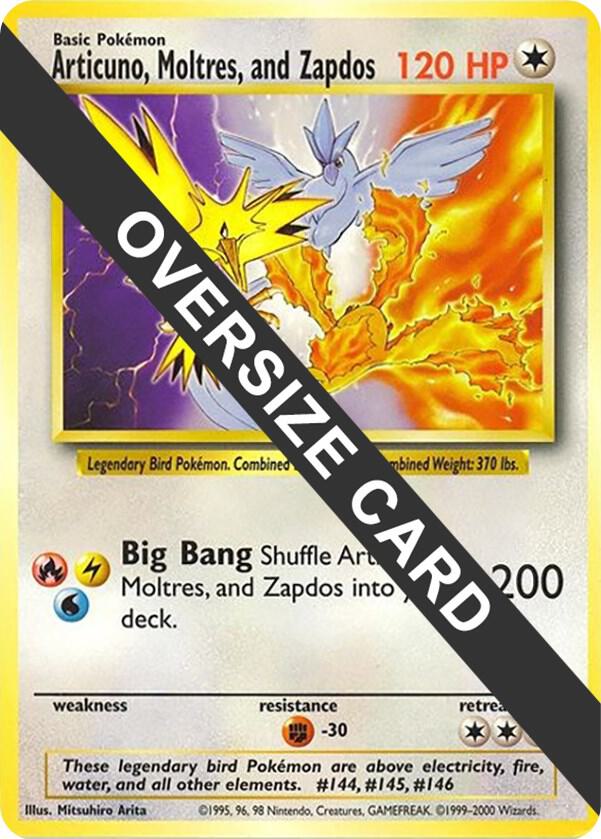 Basic Pokémon
Articuno, Moltres, and Zapdos 120 HP
Legendary Bird Pokémon. Combined mbined Weight: 370 lbs.
Big Bang Shuffle Art
Moltres, and Zapdos into 200
deck.
weakness resistance retrea
-30
These legendary bird Pokémon are above electricity, fire,
water, and all other elements. #144, #145, #146
Illus. Mitsuhiro Arita ©1995, 96, 98 Nintendo, Creatures, GAMEFREAK. ©1999-2000 Wizards.
OVERSIZE CARD